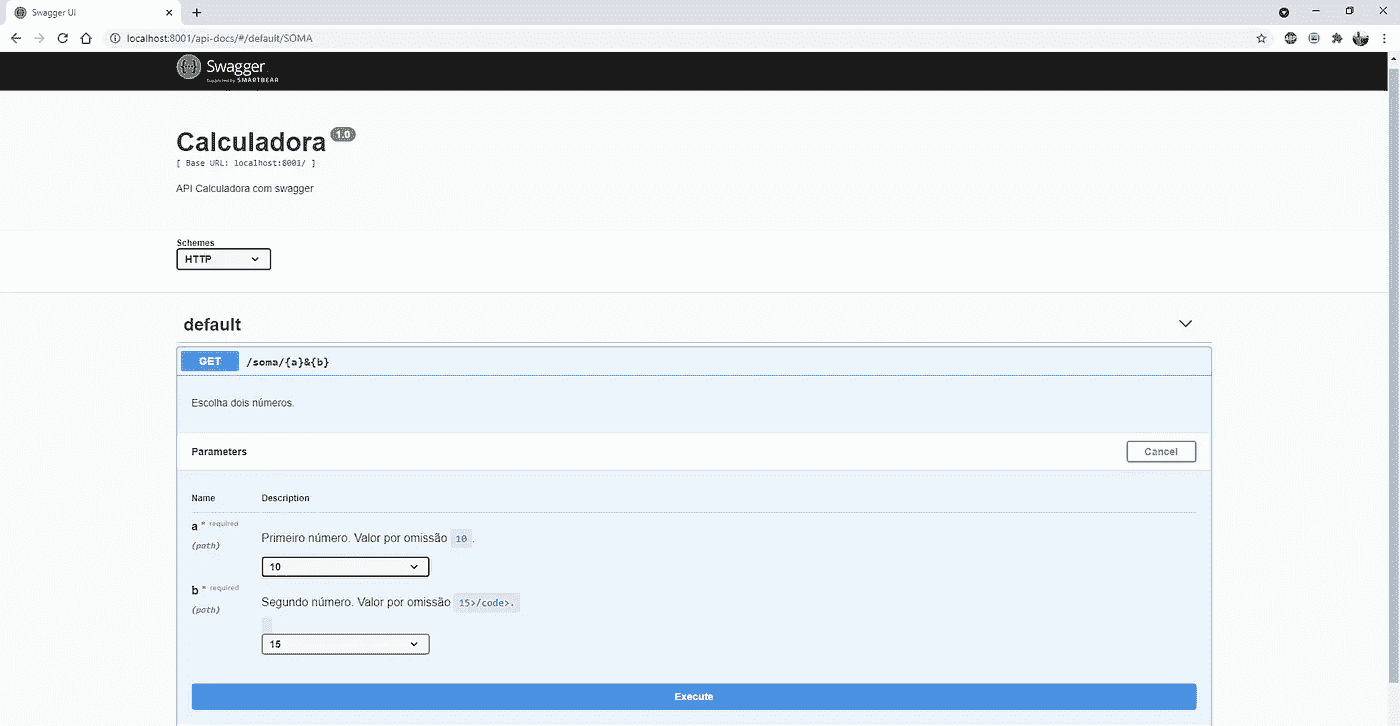 Swagger UI
localhost:8001/api-docs/#/default/SOMA
ABP
Swagger
Supported by SMARTBEAR
Calculadora 1.0
[ Base URL: localhost:8001/ ]
API Calculadora com swagger
Schemes
HTTP
default
GET /soma/{a}&{b}
Escolha dois números.
Parameters
Cancel
Name Description
a * required
(path)
Primeiro número. Valor por omissão 10 .
10
b * required
(path)
Segundo número. Valor por omissão 15>/code>.
15
Execute